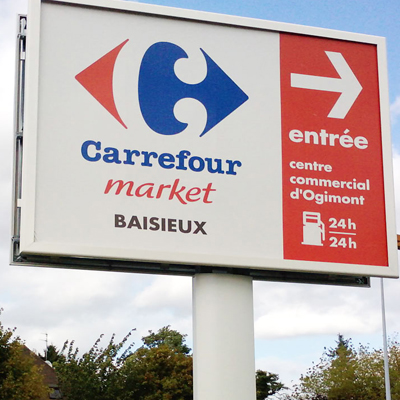 Carrefour
market
BAISIEUX
entrée
centre
commercial
d'Ogimont
24h
24h